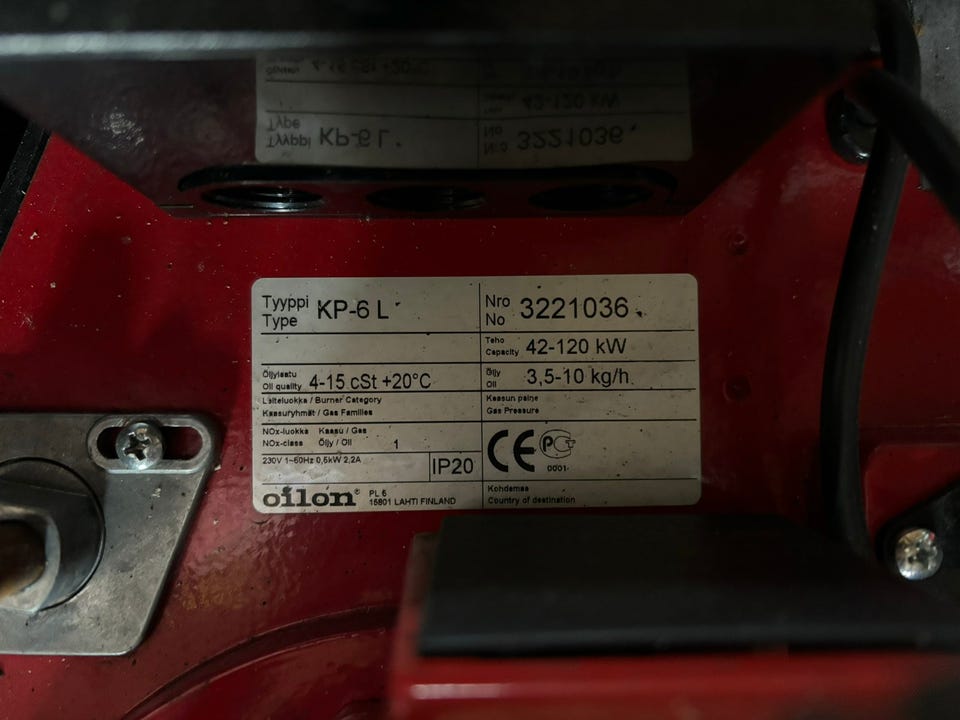 Tyyppi KP-6 L
Type
Nro 3221036
No
Teho
Capacity 42-120 kW
Öljylaatu
Oil quality 4-15 cSt +20°C
Öljy
Oil 3,5-10 kg/h
Laiteluokka / Burner Category
Kaasuryhmät / Gas Families
Kaasun paine
Gas Pressure
NOx-luokka Kaasu / Gas
NOx-class Öljy / Oil 1
230V 1~50Hz 0,5kW 2,2A
IP20
CE PCT
0001
oilon® PL 5
15801 LAHTI FINLAND
Kohdemaa
Country of destination